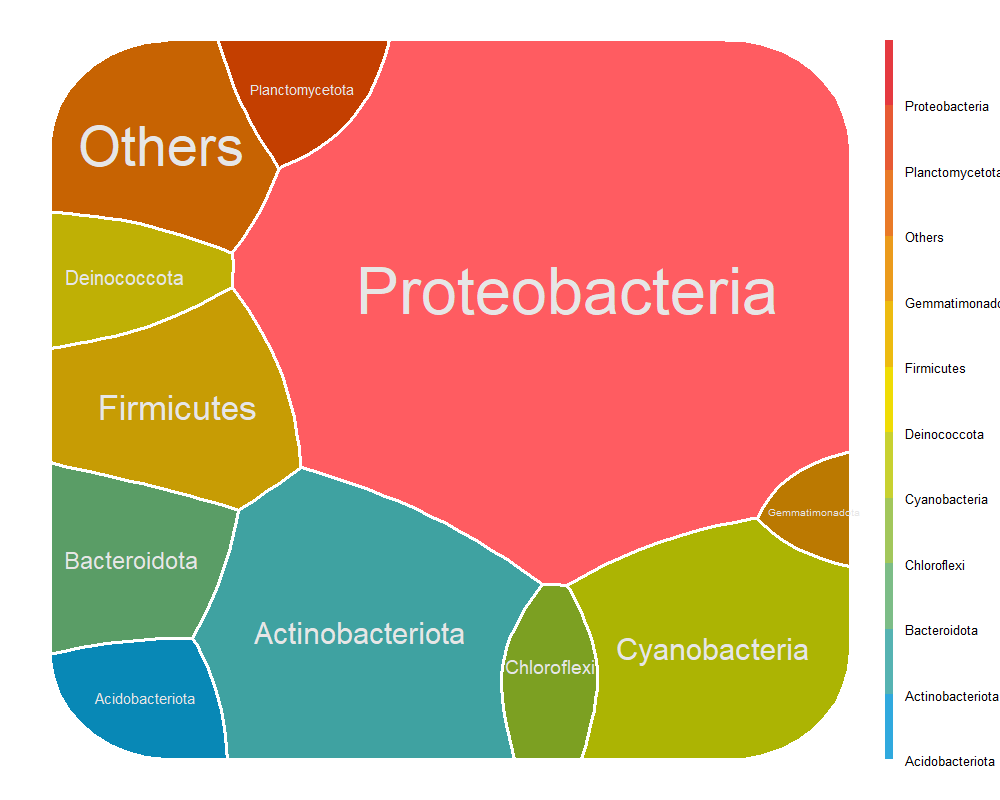 Planctomycetota
Others
Deinococcota
Proteobacteria
Firmicutes
Gemmatimonadota
Bacteroidota
Actinobacteriota
Chloroflexi
Cyanobacteria
Acidobacteriota
Proteobacteria
Planctomycetota
Others
Gemmatimonado
Firmicutes
Deinococcota
Cyanobacteria
Chloroflexi
Bacteroidota
Actinobacteriota
Acidobacteriota